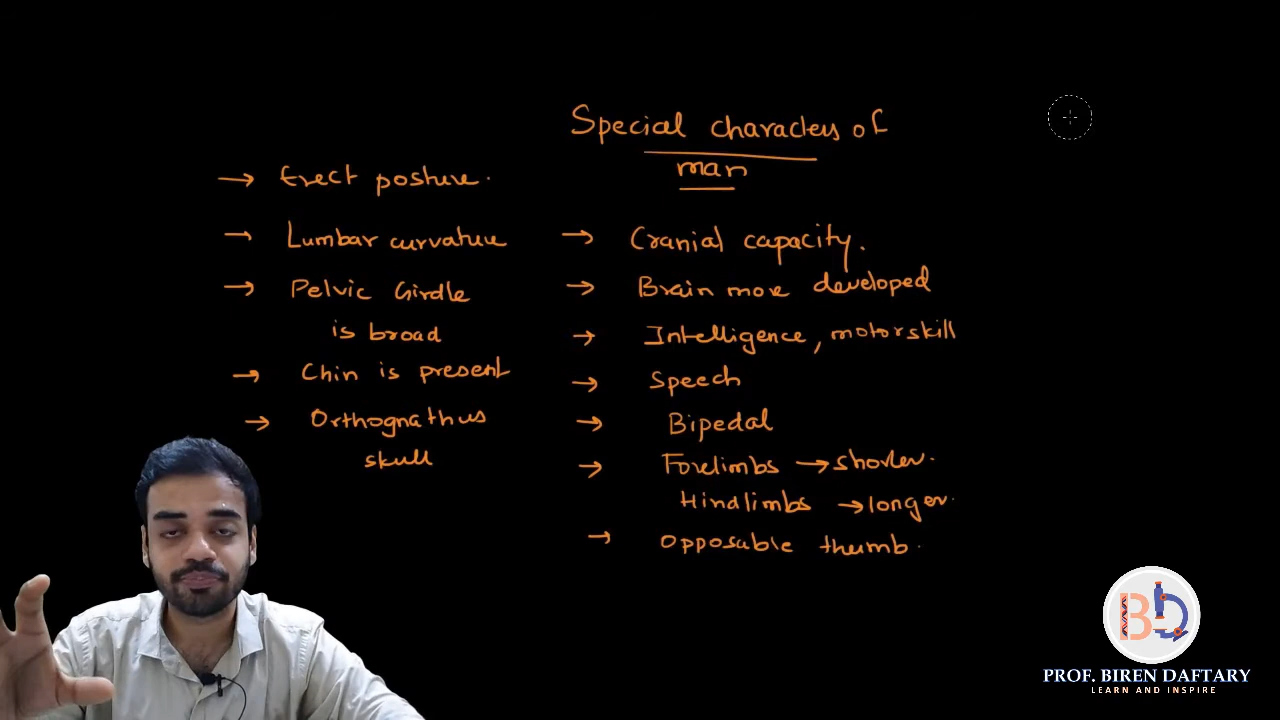 Special characters of
man
→ Erect posture.
→ Lumbar curvature
→ Pelvic Girdle
is broad
→ Chin is present
→ Orthognathus
skull
→ Cranial capacity.
→ Brain more developed
→ Intelligence, motorskill
→ Speech
→ Bipedal
→ Forelimbs → shorter.
Hindlimbs → longer.
→ opposable thumb.
BD
PROF. BIREN DAFTARY
LEARN AND INSPIRE